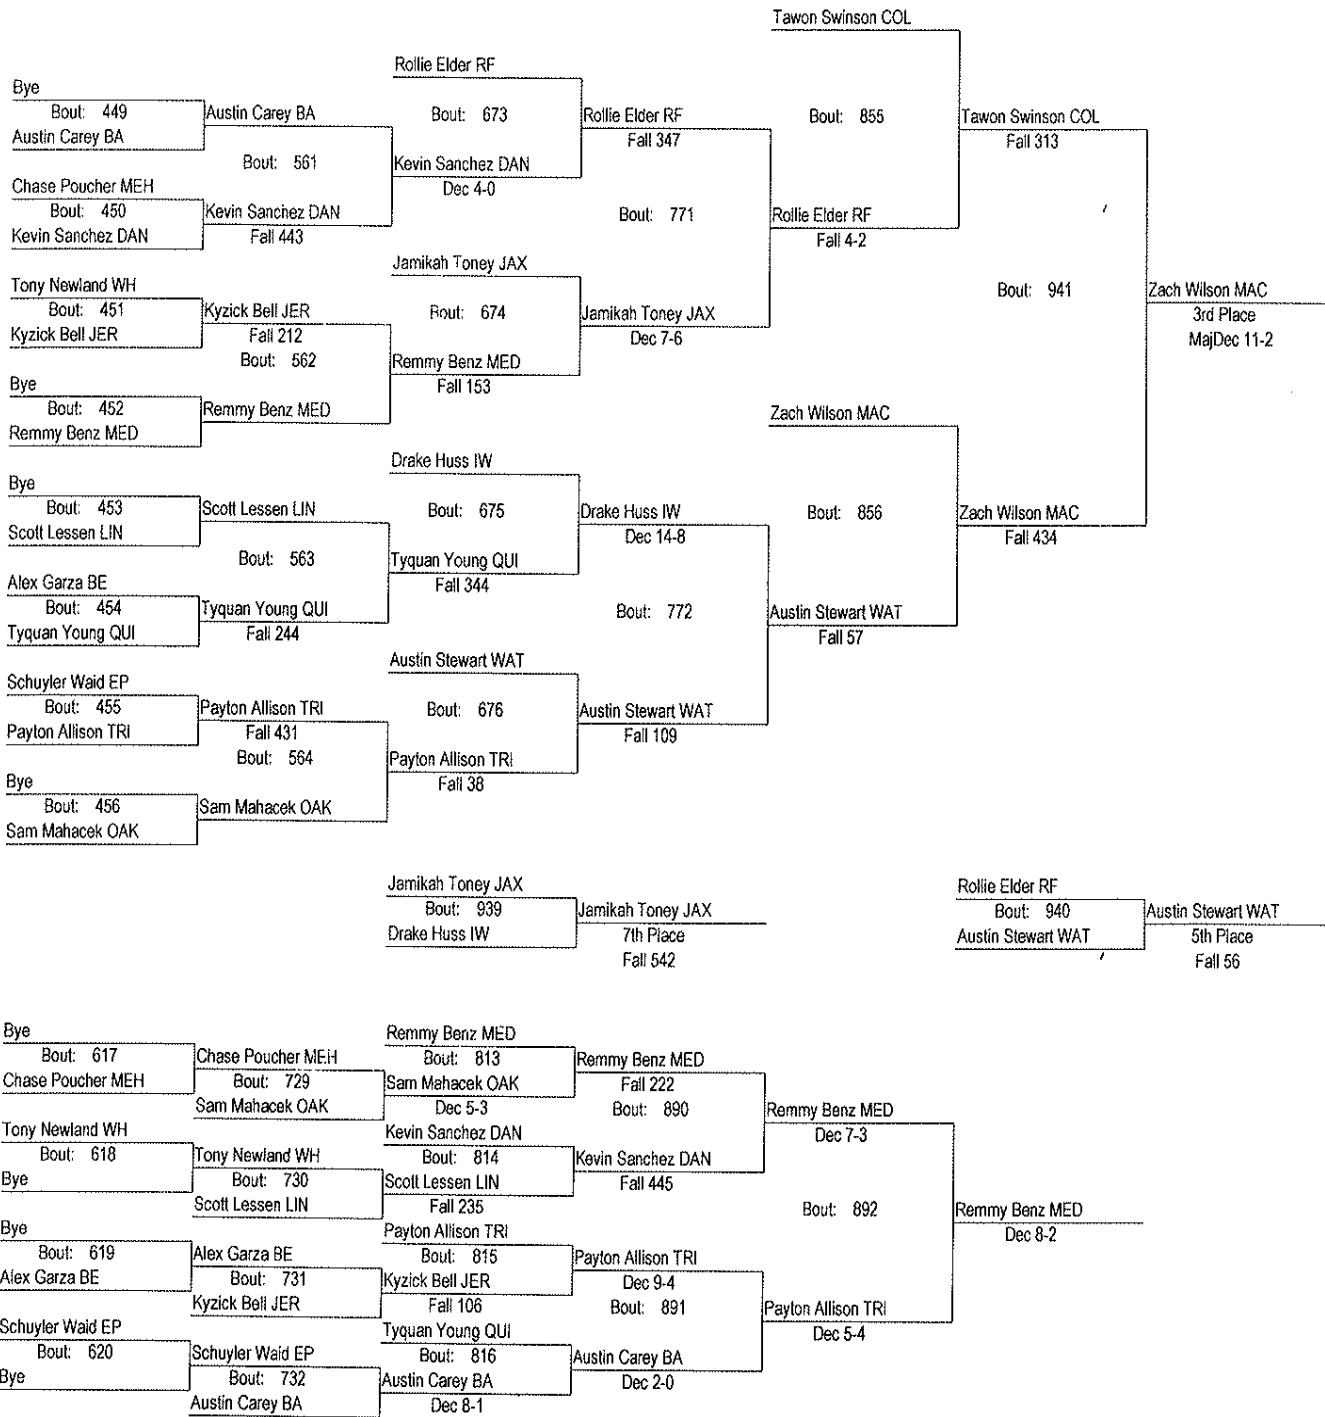 Tawon Swinson COL
Rollie Elder RF
Bye
Bout: 449
Austin Carey BA
Austin Carey BA
Bout: 673
Rollie Elder RF
Fall 347
Bout: 855
Tawon Swinson COL
Fall 313
Bout: 561
Kevin Sanchez DAN
Dec 4-0
Chase Poucher MEH
Bout: 450
Kevin Sanchez DAN
Kevin Sanchez DAN
Fall 443
Bout: 771
Rollie Elder RF
Fall 4-2
Jamikah Toney JAX
Tony Newland WH
Bout: 451
Kyzick Bell JER
Kyzick Bell JER
Fall 212
Bout: 562
Bout: 674
Jamikah Toney JAX
Dec 7-6
Bout: 941
Zach Wilson MAC
3rd Place
MajDec 11-2
Remmy Benz MED
Fall 153
Bye
Bout: 452
Remmy Benz MED
Remmy Benz MED
Zach Wilson MAC
Drake Huss IW
Bye
Bout: 453
Scott Lessen LIN
Scott Lessen LIN
Bout: 675
Drake Huss IW
Dec 14-8
Bout: 856
Zach Wilson MAC
Fall 434
Bout: 563
Tyquan Young QUI
Fall 344
Alex Garza BE
Bout: 454
Tyquan Young QUI
Tyquan Young QUI
Fall 244
Bout: 772
Austin Stewart WAT
Fall 57
Austin Stewart WAT
Schuyler Waid EP
Bout: 455
Payton Allison TRI
Payton Allison TRI
Fall 431
Bout: 564
Bout: 676
Austin Stewart WAT
Fall 109
Payton Allison TRI
Fall 38
Bye
Bout: 456
Sam Mahacek OAK
Sam Mahacek OAK
Jamikah Toney JAX
Bout: 939
Drake Huss IW
Jamikah Toney JAX
7th Place
Fall 542
Rollie Elder RF
Bout: 940
Austin Stewart WAT
Austin Stewart WAT
5th Place
Fall 56
Bye
Bout: 617
Chase Poucher MEH
Chase Poucher MEH
Bout: 729
Sam Mahacek OAK
Remmy Benz MED
Bout: 813
Sam Mahacek OAK
Dec 5-3
Remmy Benz MED
Fall 222
Bout: 890
Remmy Benz MED
Dec 7-3
Tony Newland WH
Bout: 618
Bye
Tony Newland WH
Bout: 730
Scott Lessen LIN
Kevin Sanchez DAN
Bout: 814
Scott Lessen LIN
Fall 235
Kevin Sanchez DAN
Fall 445
Bout: 892
Remmy Benz MED
Dec 8-2
Bye
Bout: 619
Alex Garza BE
Alex Garza BE
Bout: 731
Kyzick Bell JER
Payton Allison TRI
Bout: 815
Kyzick Bell JER
Fall 106
Payton Allison TRI
Dec 9-4
Bout: 891
Payton Allison TRI
Dec 5-4
Schuyler Waid EP
Bout: 620
Bye
Schuyler Waid EP
Bout: 732
Austin Carey BA
Tyquan Young QUI
Bout: 816
Austin Carey BA
Dec 8-1
Austin Carey BA
Dec 2-0